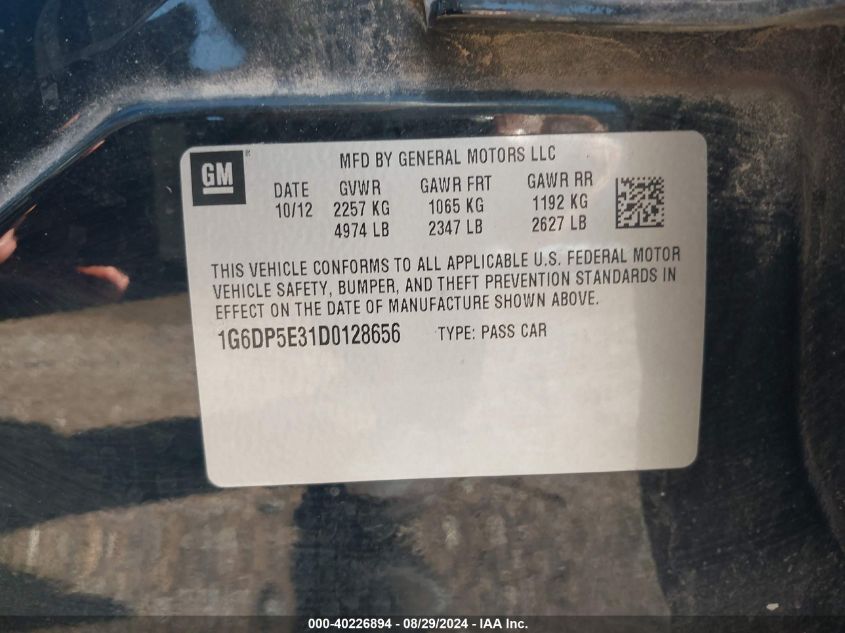 GM ®
MFD BY GENERAL MOTORS LLC
DATE GVWR GAWR FRT GAWR RR
10/12 2257 KG 1065 KG 1192 KG
4974 LB 2347 LB 2627 LB
THIS VEHICLE CONFORMS TO ALL APPLICABLE U.S. FEDERAL MOTOR
VEHICLE SAFETY, BUMPER, AND THEFT PREVENTION STANDARDS IN
EFFECT ON THE DATE OF MANUFACTURE SHOWN ABOVE.
1G6DP5E31D0128656 TYPE: PASS CAR
000-40226894 - 08/29/2024 - IAA Inc.